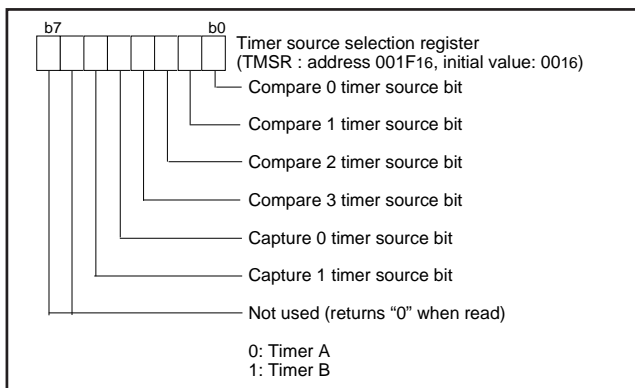 b7 b0
Timer source selection register
(TMSR : address 001F16, initial value: 0016)
Compare 0 timer source bit
Compare 1 timer source bit
Compare 2 timer source bit
Compare 3 timer source bit
Capture 0 timer source bit
Capture 1 timer source bit
Not used (returns “0” when read)
0: Timer A
1: Timer B